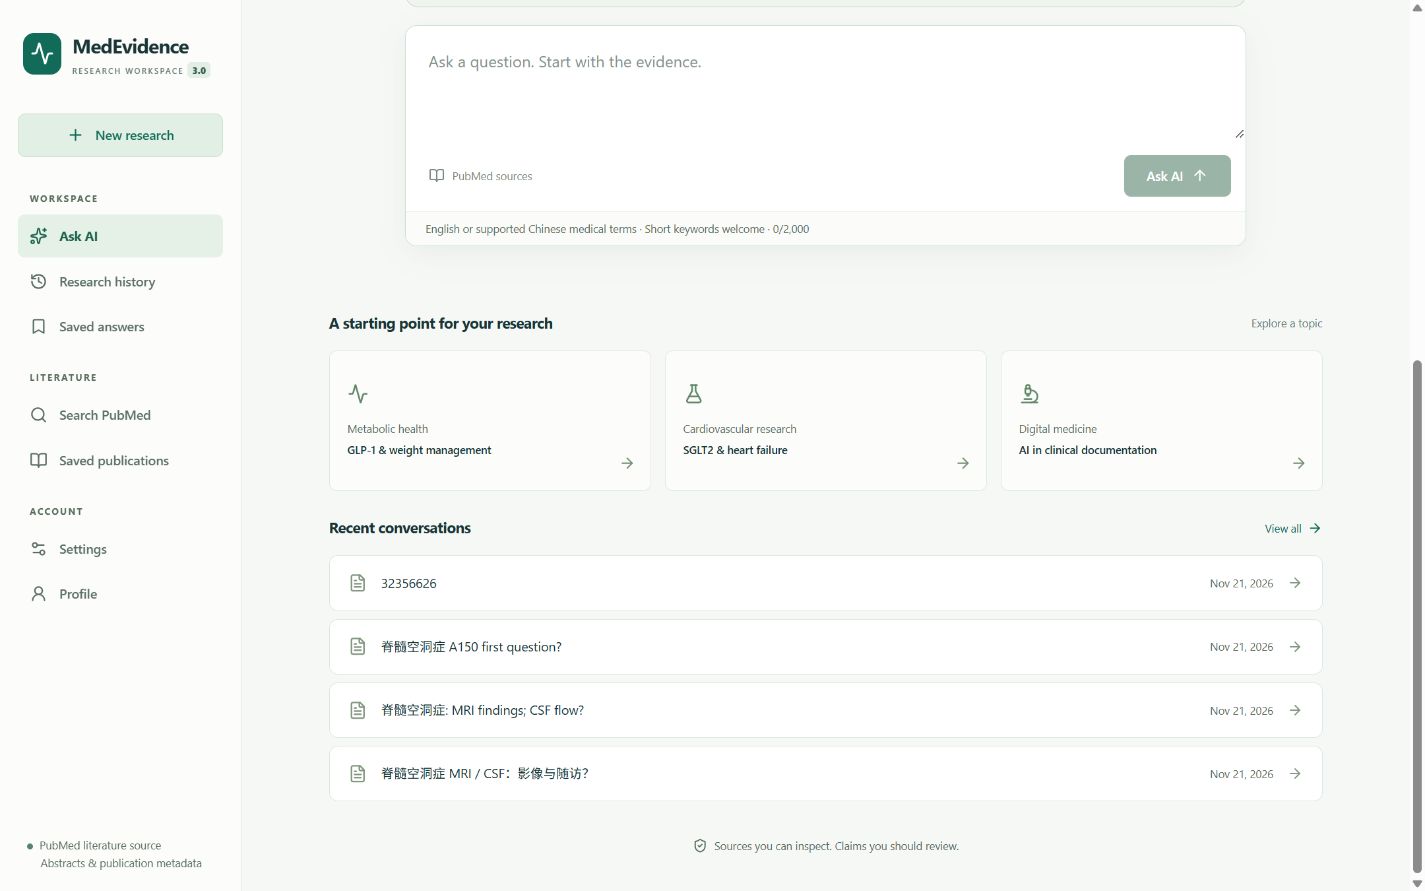 MedEvidence
RESEARCH WORKSPACE 3.0
New research
WORKSPACE
Ask AI
Research history
Saved answers
LITERATURE
Search PubMed
Saved publications
ACCOUNT
Settings
Profile
PubMed literature source
Abstracts & publication metadata
Ask a question. Start with the evidence.
PubMed sources
Ask AI
English or supported Chinese medical terms · Short keywords welcome · 0/2,000
A starting point for your research
Explore a topic
Metabolic health
GLP-1 & weight management
Cardiovascular research
SGLT2 & heart failure
Digital medicine
AI in clinical documentation
Recent conversations
View all
32356626
Nov 21, 2026
脊髓空洞症 A150 first question?
Nov 21, 2026
脊髓空洞症: MRI findings; CSF flow?
Nov 21, 2026
脊髓空洞症 MRI / CSF：影像与随访？
Nov 21, 2026
Sources you can inspect. Claims you should review.